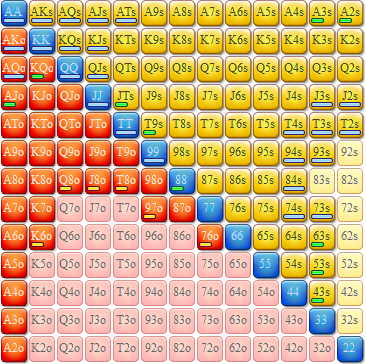 AA AKs AQs AJs ATs A9s A8s A7s A6s A5s A4s A3s A2s
AKo KK KQs KJs KTs K9s K8s K7s K6s K5s K4s K3s K2s
AQo KQo QQ QJs QTs Q9s Q8s Q7s Q6s Q5s Q4s Q3s Q2s
AJo KJo QJo JJ JTs J9s J8s J7s J6s J5s J4s J3s J2s
ATo KTo QTo JTo TT T9s T8s T7s T6s T5s T4s T3s T2s
A9o K9o Q9o J9o T9o 99 98s 97s 96s 95s 94s 93s 92s
A8o K8o Q8o J8o T8o 98o 88 87s 86s 85s 84s 83s 82s
A7o K7o Q7o J7o T7o 97o 87o 77 76s 75s 74s 73s 72s
A6o K6o Q6o J6o T6o 96o 86o 76o 66 65s 64s 63s 62s
A5o K5o Q5o J5o T5o 95o 85o 75o 65o 55 54s 53s 52s
A4o K4o Q4o J4o T4o 94o 84o 74o 64o 54o 44 43s 42s
A3o K3o Q3o J3o T3o 93o 83o 73o 63o 53o 43o 33 32s
A2o K2o Q2o J2o T2o 92o 82o 72o 62o 52o 42o 32o 22